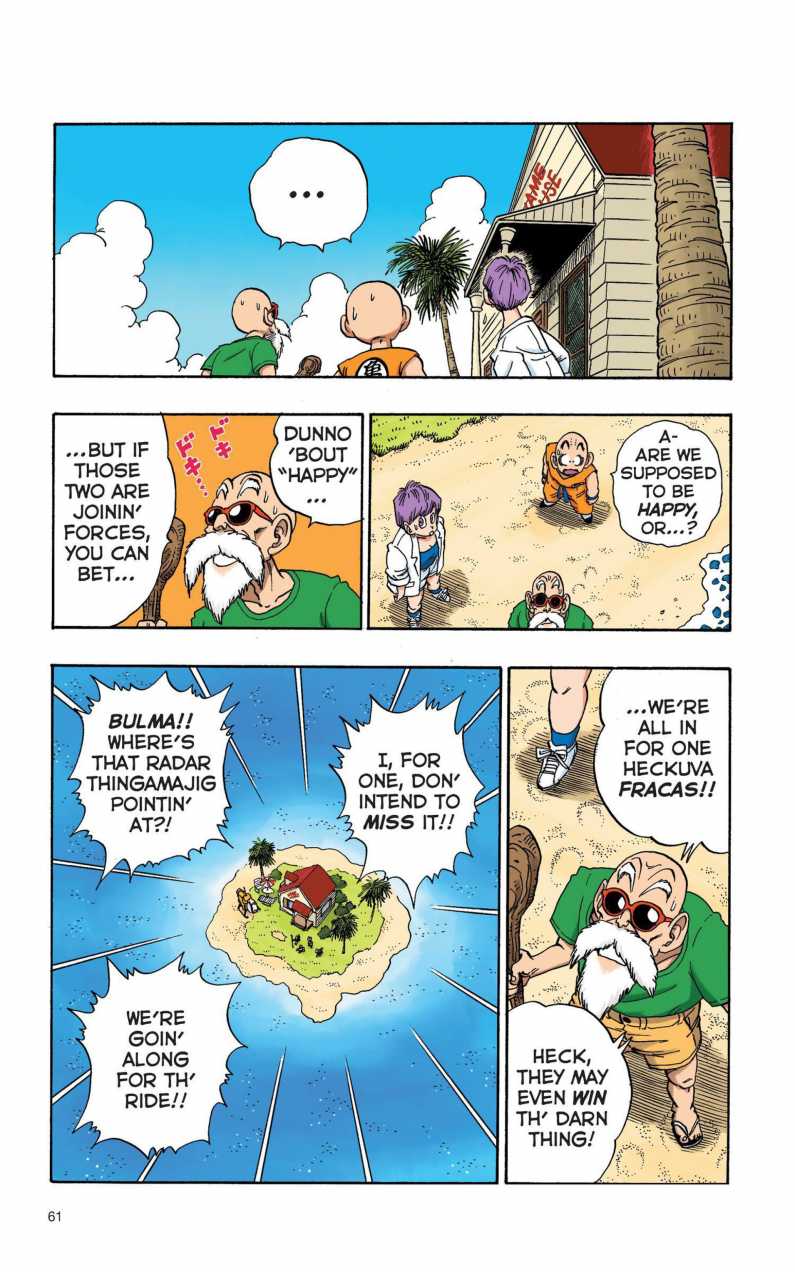 ...
AME
USE
亀
A-
ARE WE
SUPPOSED
TO BE
HAPPY,
OR...?
DUNNO
'BOUT
"HAPPY"
...
ドキ
ドキ…
...BUT IF
THOSE
TWO ARE
JOININ'
FORCES,
YOU CAN
BET...
...WE'RE
ALL IN
FOR ONE
HECKUVA
FRACAS!!
HECK,
THEY MAY
EVEN WIN
TH' DARN
THING!
I, FOR
ONE, DON'
INTEND TO
MISS IT!!
BULMA!!
WHERE'S
THAT RADAR
THINGAMAJIG
POINTIN'
AT?!
WE'RE
GOIN'
ALONG
FOR TH'
RIDE!!
61